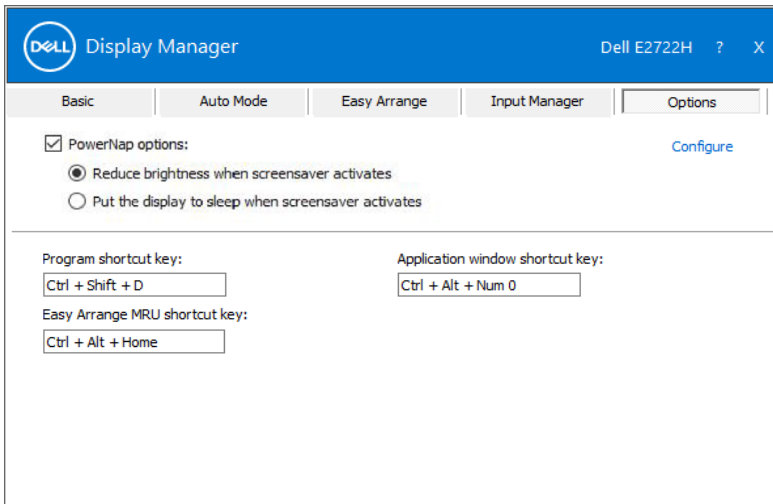 DELL Display Manager Dell E2722H ? X
Basic Auto Mode Easy Arrange Input Manager Options
PowerNap options: Configure
Reduce brightness when screensaver activates
Put the display to sleep when screensaver activates
Program shortcut key: Application window shortcut key:
Ctrl + Shift + D Ctrl + Alt + Num 0
Easy Arrange MRU shortcut key:
Ctrl + Alt + Home